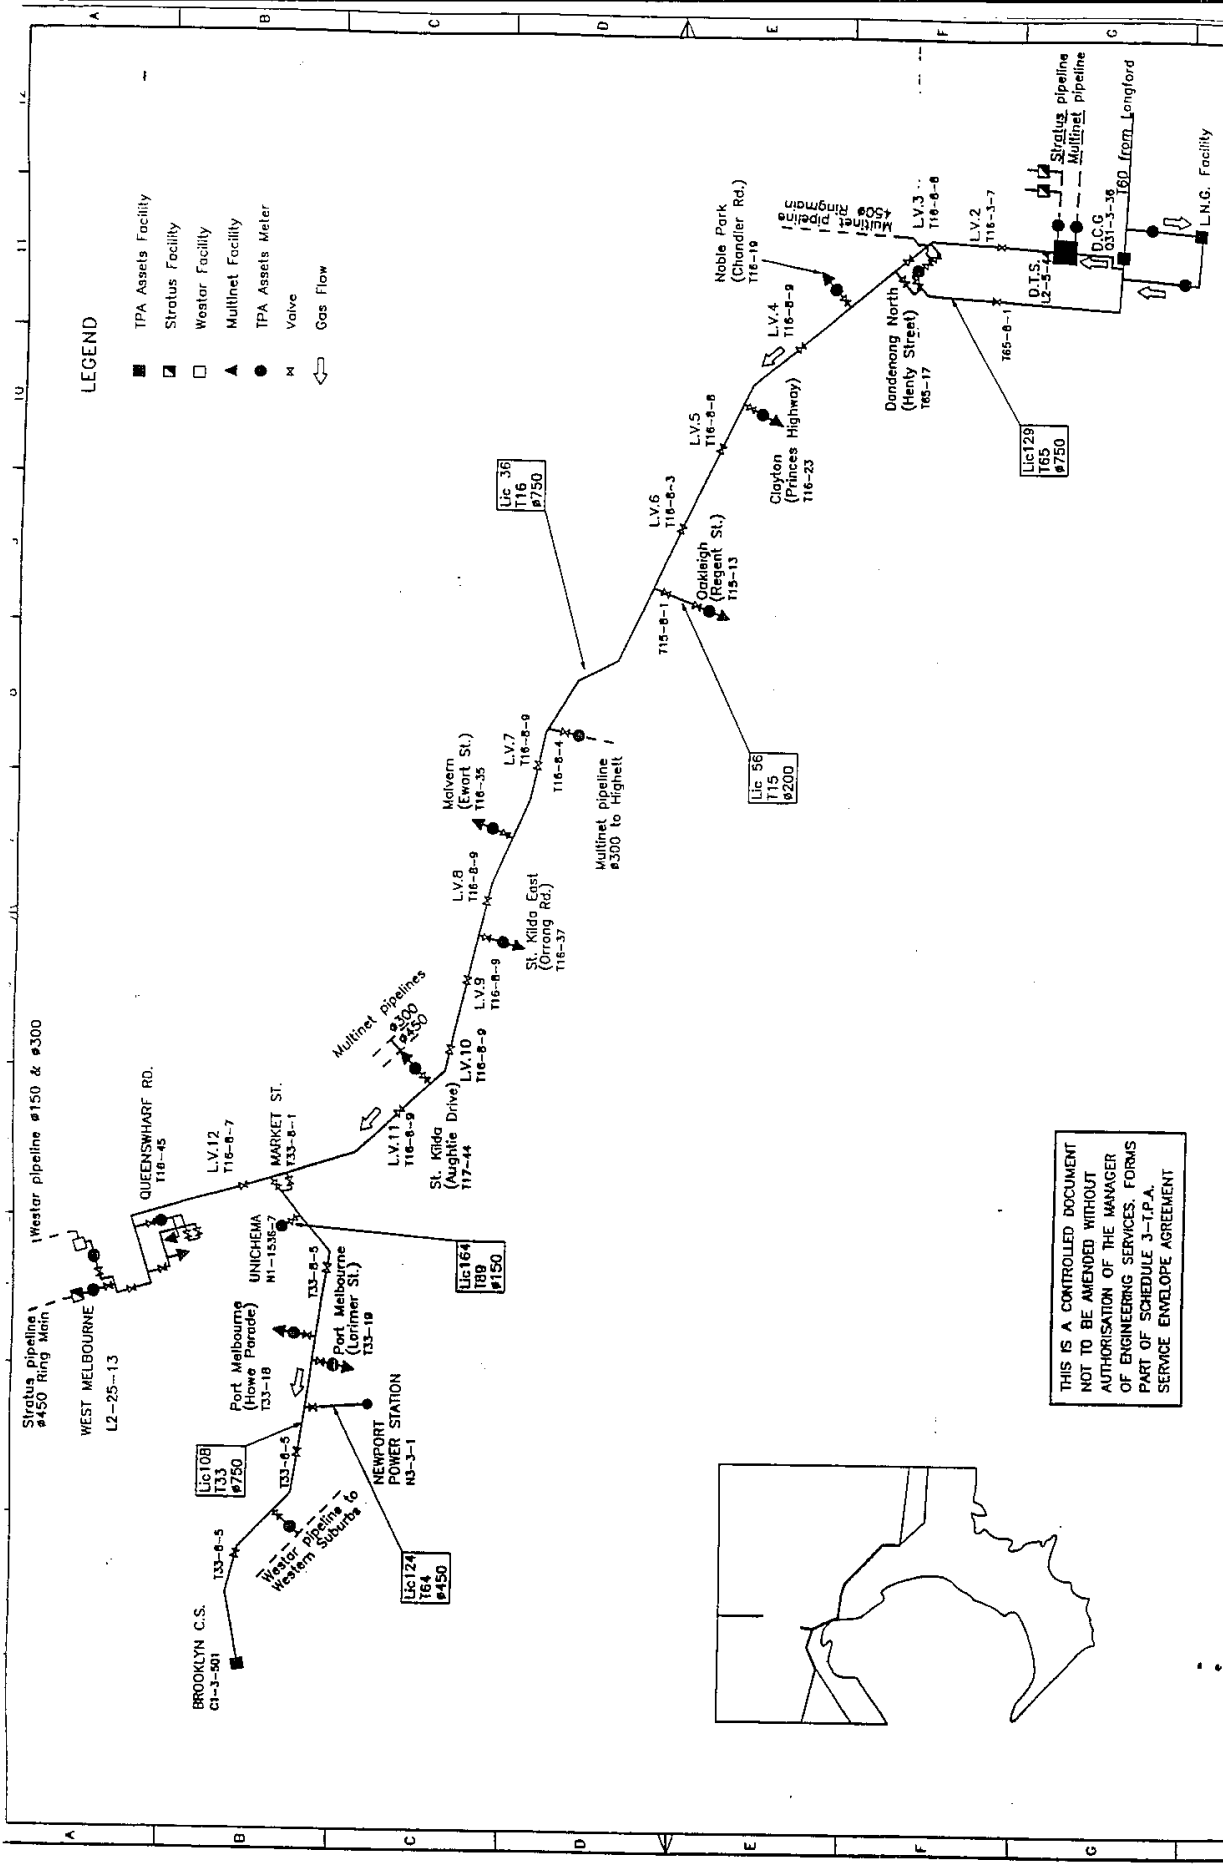 LEGEND
TPA Assets Facility
Stratus Facility
Westar Facility
Multinet Facility
TPA Assets Meter
Valve
Gas Flow
Stratus pipeline
ø450 Ring Main
Westar pipeline ø150 & ø300
WEST MELBOURNE
L2-25-13
QUEENSWHARF RD.
T16-45
L.V.12
T16-8-7
MARKET ST.
T33-8-1
UNICHEMA
N1-1536-7
T33-8-5
Port Melbourne
(Howe Parade)
T33-18
Port Melbourne
(Lorimer St.)
T33-19
Lic164
T89
ø150
Lic108
T33
ø750
T33-8-5
NEWPORT
POWER STATION
N3-3-1
Lic124
T64
ø450
Westar pipeline to
Western Suburbs
T33-8-5
BROOKLYN C.S.
C1-3-501
Multinet pipelines
ø300
ø450
L.V.11
T16-8-9
St. Kilda
(Aughtie Drive)
T17-44
L.V.10
T16-8-9
L.V.9
T16-8-9
St. Kilda East
(Orrong Rd.)
T16-37
L.V.8
T16-8-9
Malvern
(Ewart St.)
T16-35
L.V.7
T16-8-9
T16-8-4
Multinet pipeline
ø300 to Highett
Lic 36
T16
ø750
Lic 56
T15
ø200
T15-8-1
Oakleigh
(Regent St.)
T15-13
L.V.6
T16-8-3
L.V.5
T16-8-8
Clayton
(Princes Highway)
T16-23
L.V.4
T16-8-9
Noble Park
(Chandler Rd.)
T16-19
Multinet pipeline
450ø Ringmain
L.V.3
T16-8-8
Dandenong North
(Henty Street)
T65-17
L.V.2
T16-3-7
T65-8-1
Lic129
T65
ø750
D.T.S.
L2-5-4
Stratus pipeline
Multinet pipeline
D.C.G
Q31-3-36
T60 from Longford
L.N.G. Facility
THIS IS A CONTROLLED DOCUMENT
NOT TO BE AMENDED WITHOUT
AUTHORISATION OF THE MANAGER
OF ENGINEERING SERVICES. FORMS
PART OF SCHEDULE 3-T.P.A.
SERVICE ENVELOPE AGREEMENT
A
B
C
D
E
F
G
A
B
C
D
E
F
G
8
10
11